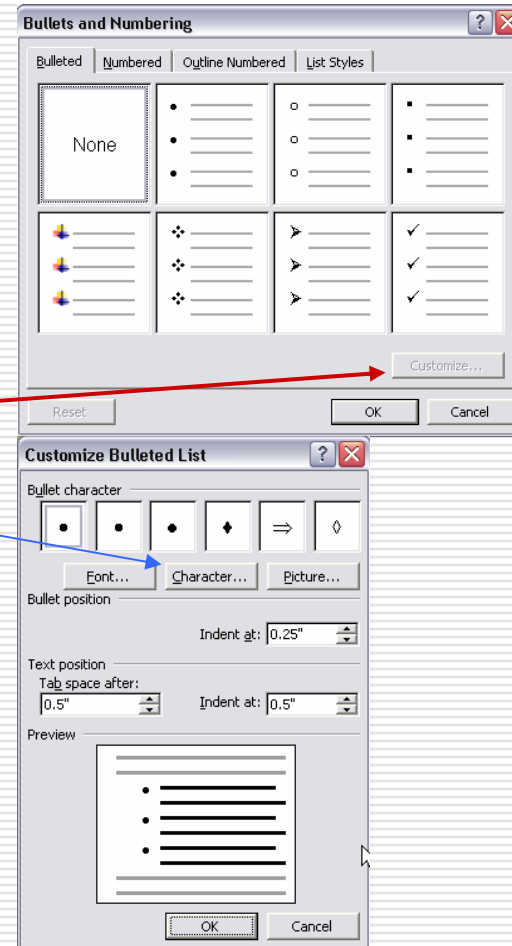 Bullets and Numbering
Bulleted Numbered Outline Numbered List Styles
None
Customize...
Reset OK Cancel
Customize Bulleted List
Bullet character
Font... Character... Picture...
Bullet position
Indent at: 0.25"
Text position
Tab space after:
0.5" Indent at: 0.5"
Preview
OK Cancel